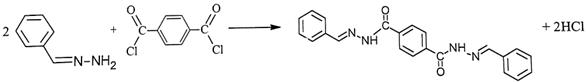 2 + O O C C Cl Cl N NH2 → N NH C O C O NH N + 2HCl